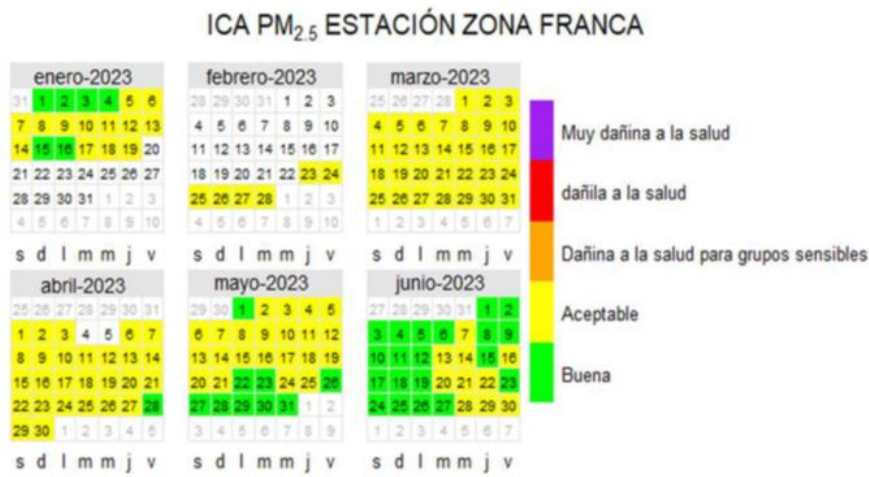 ICA PM2.5 ESTACIÓN ZONA FRANCA
enero-2023
31 1 2 3 4 5 6
7 8 9 10 11 12 13
14 15 16 17 18 19 20
21 22 23 24 25 26 27
28 29 30 31 1 2 3
4 5 6 7 8 9 10
s d l m m j v
febrero-2023
28 29 30 31 1 2 3
4 5 6 7 8 9 10
11 12 13 14 15 16 17
18 19 20 21 22 23 24
25 26 27 28 1 2 3
4 5 6 7 8 9 10
s d l m m j v
marzo-2023
25 26 27 28 1 2 3
4 5 6 7 8 9 10
11 12 13 14 15 16 17
18 19 20 21 22 23 24
25 26 27 28 29 30 31
1 2 3 4 5 6 7
s d l m m j v
abril-2023
25 26 27 28 29 30 31
1 2 3 4 5 6 7
8 9 10 11 12 13 14
15 16 17 18 19 20 21
22 23 24 25 26 27 28
29 30 1 2 3 4 5
s d l m m j v
mayo-2023
29 30 1 2 3 4 5
6 7 8 9 10 11 12
13 14 15 16 17 18 19
20 21 22 23 24 25 26
27 28 29 30 31 1 2
3 4 5 6 7 8 9
s d l m m j v
junio-2023
27 28 29 30 31 1 2
3 4 5 6 7 8 9
10 11 12 13 14 15 16
17 18 19 20 21 22 23
24 25 26 27 28 29 30
1 2 3 4 5 6 7
s d l m m j v
Muy dañina a la salud
dañila a la salud
Dañina a la salud para grupos sensibles
Aceptable
Buena